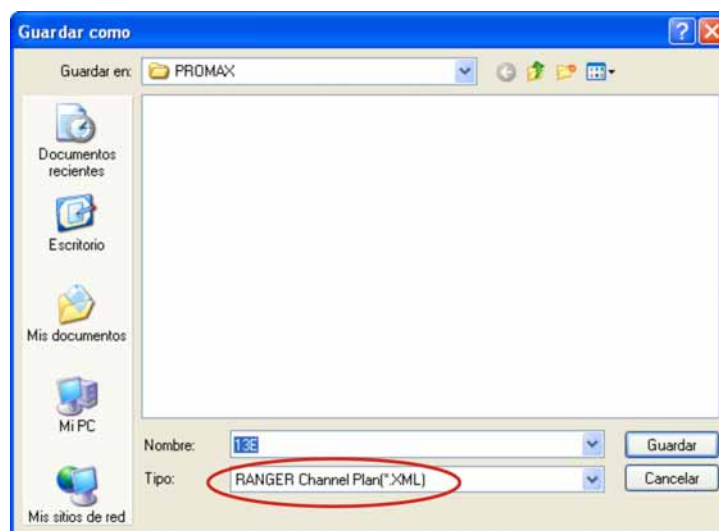 Guardar como
Guardar en:
PROMAX
Documentos
recientes
Escritorio
Mis documentos
Mi PC
Mis sitios de red
Nombre:
13E
Guardar
Tipo:
RANGER Channel Plan(*.XML)
Cancelar